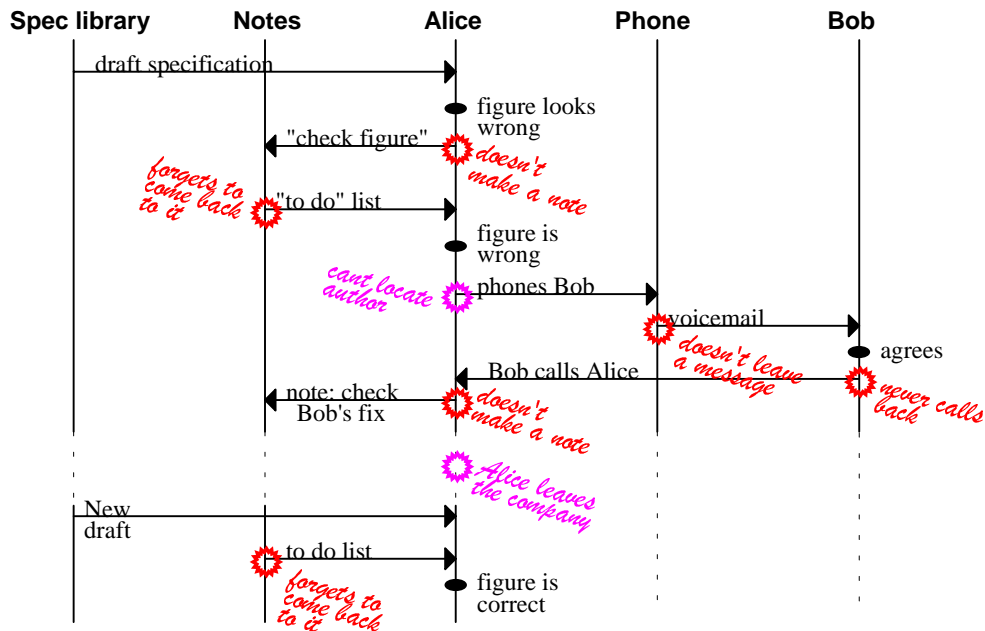 Spec library Notes Alice Phone Bob
draft specification
figure looks
wrong
"check figure"
doesn't
make a note
forgets to
come back
to it
"to do" list
figure is
wrong
cant locate
author
phones Bob
voicemail
doesn't leave
a message
agrees
Bob calls Alice
never calls
back
note: check
Bob's fix
doesn't
make a note
Alice leaves
the company
New
draft
to do list
forgets to
come back
to it
figure is
correct